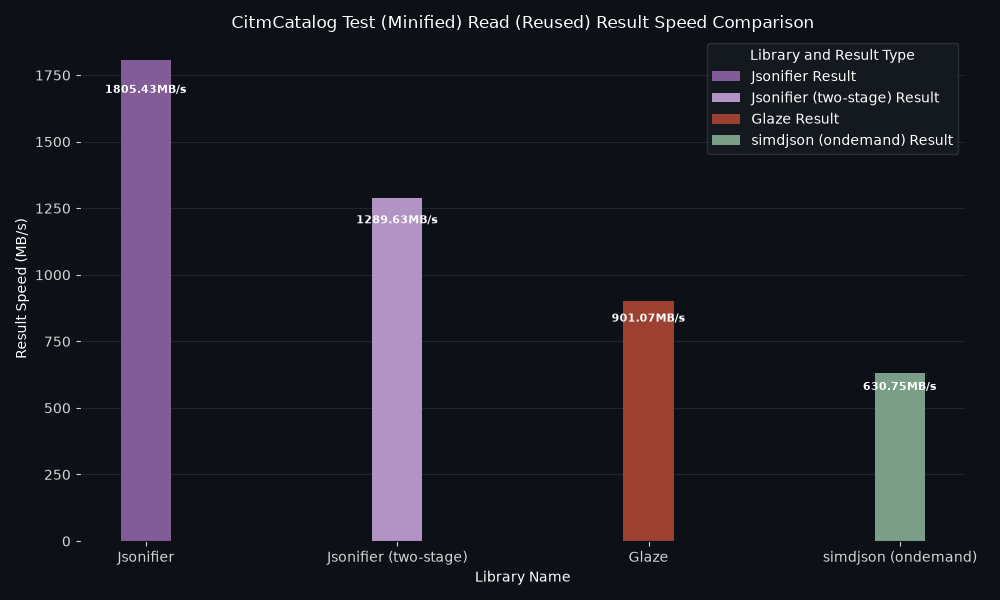 CitmCatalog Test (Minified) Read (Reused) Result Speed Comparison
Library and Result Type
Jsonifier Result
Jsonifier (two-stage) Result
Glaze Result
simdjson (ondemand) Result
Result Speed (MB/s)
1750
1500
1250
1000
750
500
250
0
1805.43MB/s
1289.63MB/s
901.07MB/s
630.75MB/s
Jsonifier
Jsonifier (two-stage)
Glaze
simdjson (ondemand)
Library Name